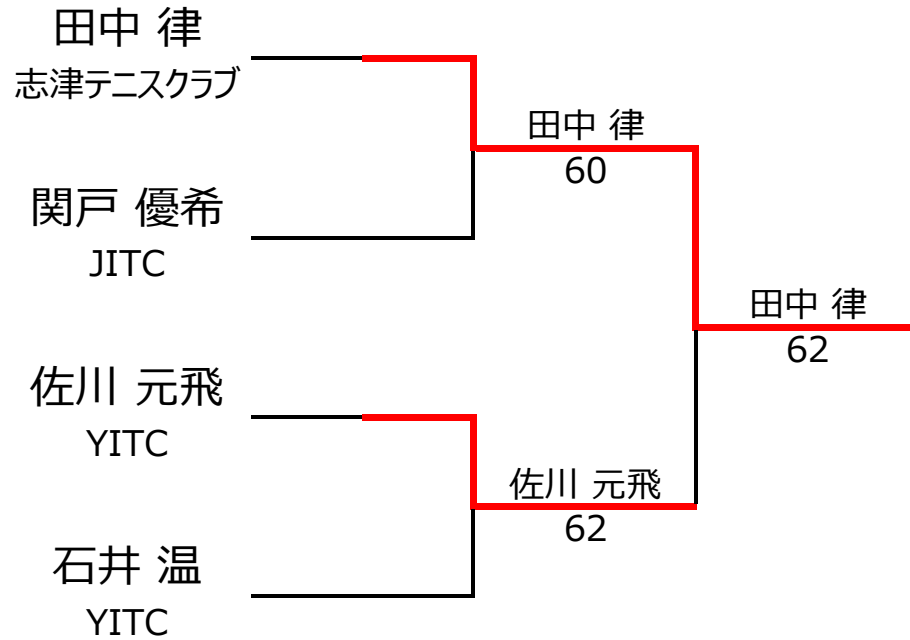 田中 律
志津テニスクラブ
関戸 優希
JITC
佐川 元飛
YITC
石井 温
YITC
田中 律
60
佐川 元飛
62
田中 律
62